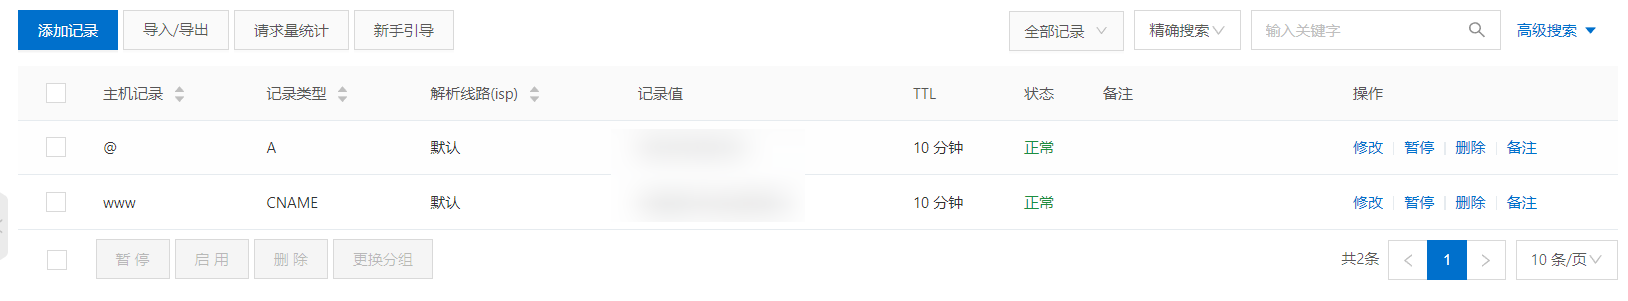 添加记录 导入/导出 请求量统计 新手引导 全部记录 精确搜索 输入关键字 高级搜索
主机记录 记录类型 解析线路(isp) 记录值 TTL 状态 备注 操作
@ A 默认 10 分钟 正常 修改 暂停 删除 备注
www CNAME 默认 10 分钟 正常 修改 暂停 删除 备注
暂 停 启 用 删 除 更换分组 共2条 1 10 条/页